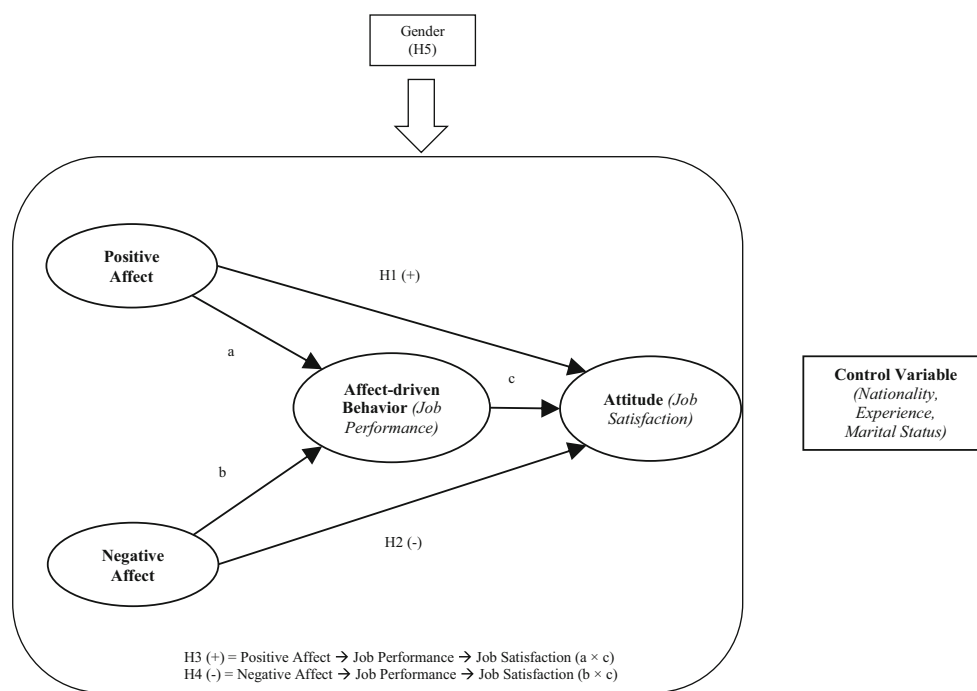 Gender
(H5)
Positive
Affect
H1 (+)
a
Affect-driven
Behavior (Job
Performance)
c
Attitude (Job
Satisfaction)
Control Variable
(Nationality,
Experience,
Marital Status)
b
Negative
Affect
H2 (-)
H3 (+) = Positive Affect → Job Performance → Job Satisfaction (a × c)
H4 (-) = Negative Affect → Job Performance → Job Satisfaction (b × c)